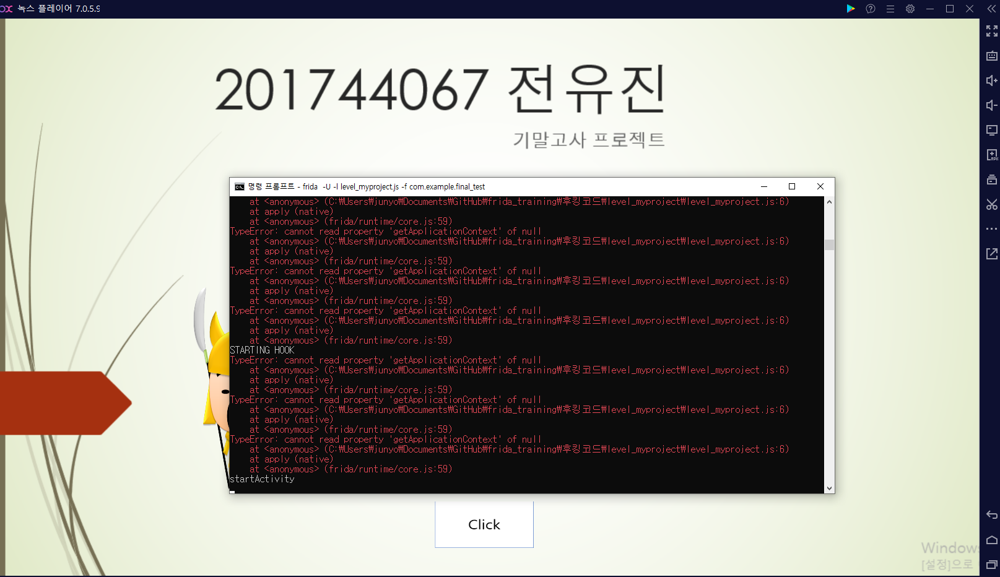 녹스 플레이어 7.0.5.9
201744067 전유진
기말고사 프로젝트
명령 프롬프트 - frida  -U -l level_myproject.js -f com.example.final_test
at <anonymous> (C:₩Users₩junyo₩Documents₩GitHub₩frida_training₩후킹코드₩level_myproject₩level_myproject.js:6)
at apply (native)
at <anonymous> (frida/runtime/core.js:59)
TypeError: cannot read property 'getApplicationContext' of null
at <anonymous> (C:₩Users₩junyo₩Documents₩GitHub₩frida_training₩후킹코드₩level_myproject₩level_myproject.js:6)
at apply (native)
at <anonymous> (frida/runtime/core.js:59)
TypeError: cannot read property 'getApplicationContext' of null
at <anonymous> (C:₩Users₩junyo₩Documents₩GitHub₩frida_training₩후킹코드₩level_myproject₩level_myproject.js:6)
at apply (native)
at <anonymous> (frida/runtime/core.js:59)
TypeError: cannot read property 'getApplicationContext' of null
at <anonymous> (C:₩Users₩junyo₩Documents₩GitHub₩frida_training₩후킹코드₩level_myproject₩level_myproject.js:6)
at apply (native)
at <anonymous> (frida/runtime/core.js:59)
STARTING HOOK
TypeError: cannot read property 'getApplicationContext' of null
at <anonymous> (C:₩Users₩junyo₩Documents₩GitHub₩frida_training₩후킹코드₩level_myproject₩level_myproject.js:6)
at apply (native)
at <anonymous> (frida/runtime/core.js:59)
TypeError: cannot read property 'getApplicationContext' of null
at <anonymous> (C:₩Users₩junyo₩Documents₩GitHub₩frida_training₩후킹코드₩level_myproject₩level_myproject.js:6)
at apply (native)
at <anonymous> (frida/runtime/core.js:59)
TypeError: cannot read property 'getApplicationContext' of null
at <anonymous> (C:₩Users₩junyo₩Documents₩GitHub₩frida_training₩후킹코드₩level_myproject₩level_myproject.js:6)
at apply (native)
at <anonymous> (frida/runtime/core.js:59)
startActivity
Click
Windows
[설정]으로